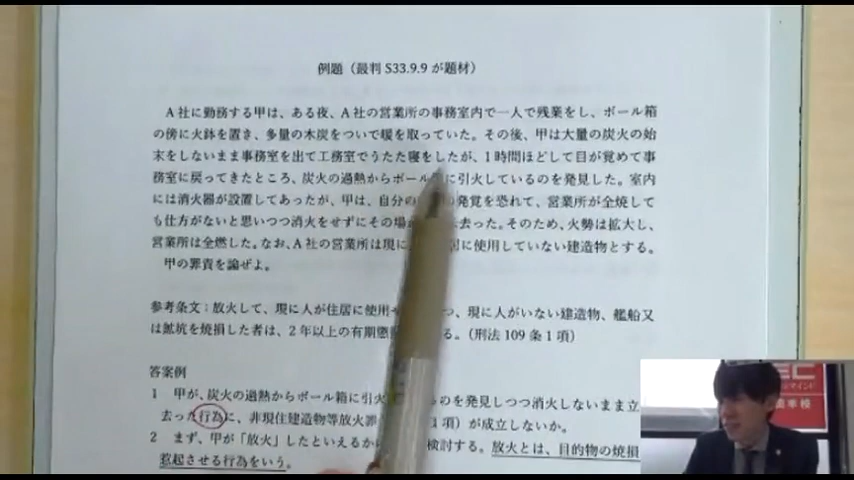 例題（最判 S33.9.9 が題材）
A社に勤務する甲は、ある夜、A社の営業所の事務室内で一人で残業をし、ボール箱
の傍に火鉢を置き、多量の木炭をついで暖を取っていた。その後、甲は大量の炭火の始
末をしないまま事務室を出て工務室でうたた寝をしたが、1時間ほどして目が覚めて事
務室に戻ってきたところ、炭火の過熱からボール に引火しているのを発見した。室内
には消火器が設置してあったが、甲は、自分の の発覚を恐れて、営業所が全焼して
も仕方がないと思いつつ消火をせずにその場 去った。そのため、火勢は拡大し、
営業所は全燃した。なお、A社の営業所は現に に使用していない建造物とする。
甲の罪責を論ぜよ。
参考条文：放火して、現に人が住居に使用 つ、現に人がいない建造物、艦船又
は鉱坑を焼損した者は、2年以上の有期懲 る。（刑法109条1項）
答案例
1 甲が、炭火の過熱からボール箱に引火 るのを発見しつつ消火しないまま立
去った行為に、非現住建造物等放火罪 1項）が成立しないか。
2 まず、甲が「放火」したといえるか 検討する。放火とは、目的物の焼損
惹起させる行為をいう。